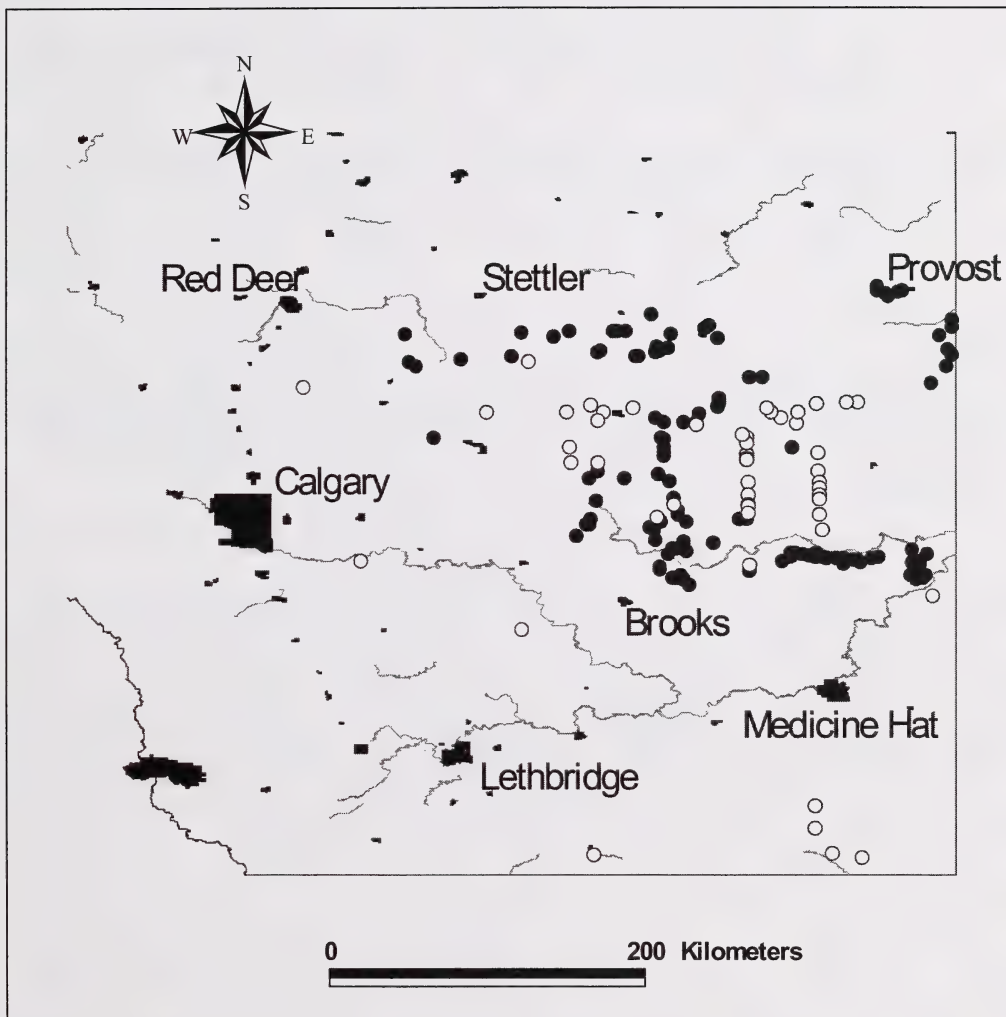 N
W E
S
Red Deer
Stettler
Provost
Calgary
Brooks
Medicine Hat
Lethbridge
0 200 Kilometers